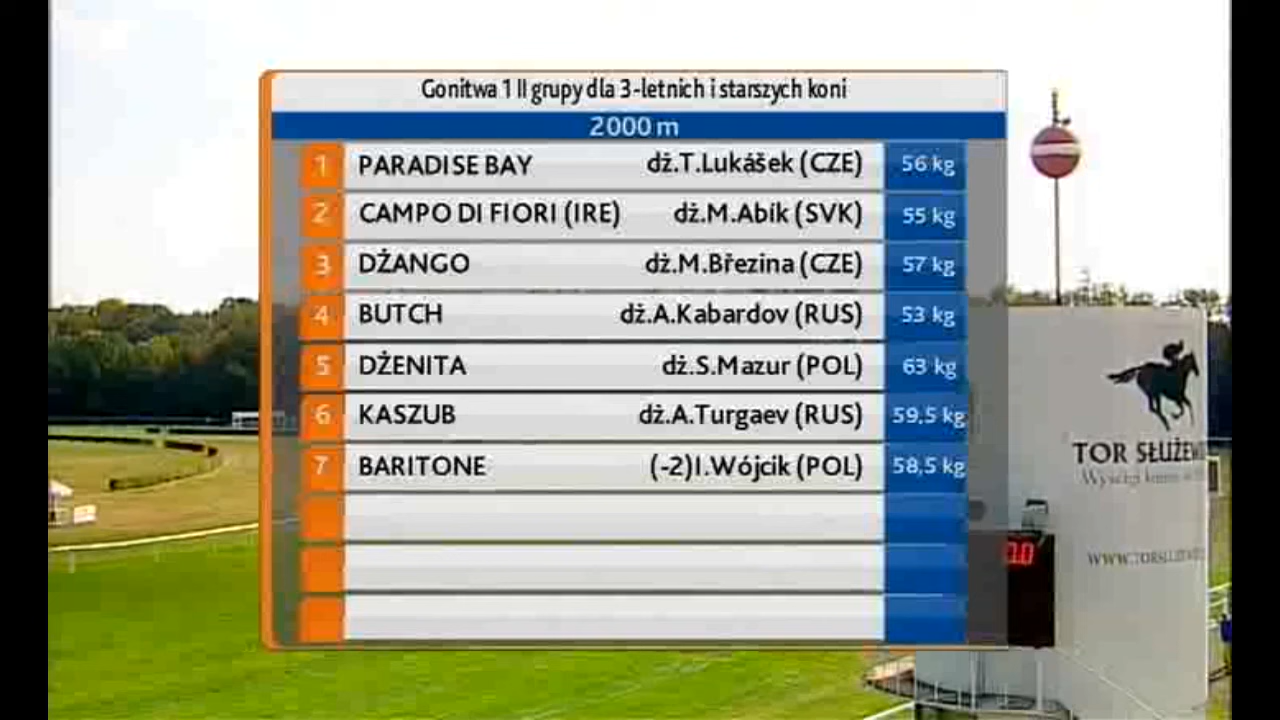 Gonitwa 1 II grupy dla 3-letnich i starszych koni
2000 m
1 PARADISE BAY dż.T.Lukášek (CZE) 56 kg
2 CAMPO DI FIORI (IRE) dż.M.Abík (SVK) 55 kg
3 DŻANGO dż.M.Březina (CZE) 57 kg
4 BUTCH dż.A.Kabardov (RUS) 53 kg
5 DŻENITA dż.S.Mazur (POL) 63 kg
6 KASZUB dż.A.Turgaev (RUS) 59,5 kg
7 BARITONE (-2)I.Wójcik (POL) 58,5 kg
TOR SŁUŻEW
Wyścigi konne